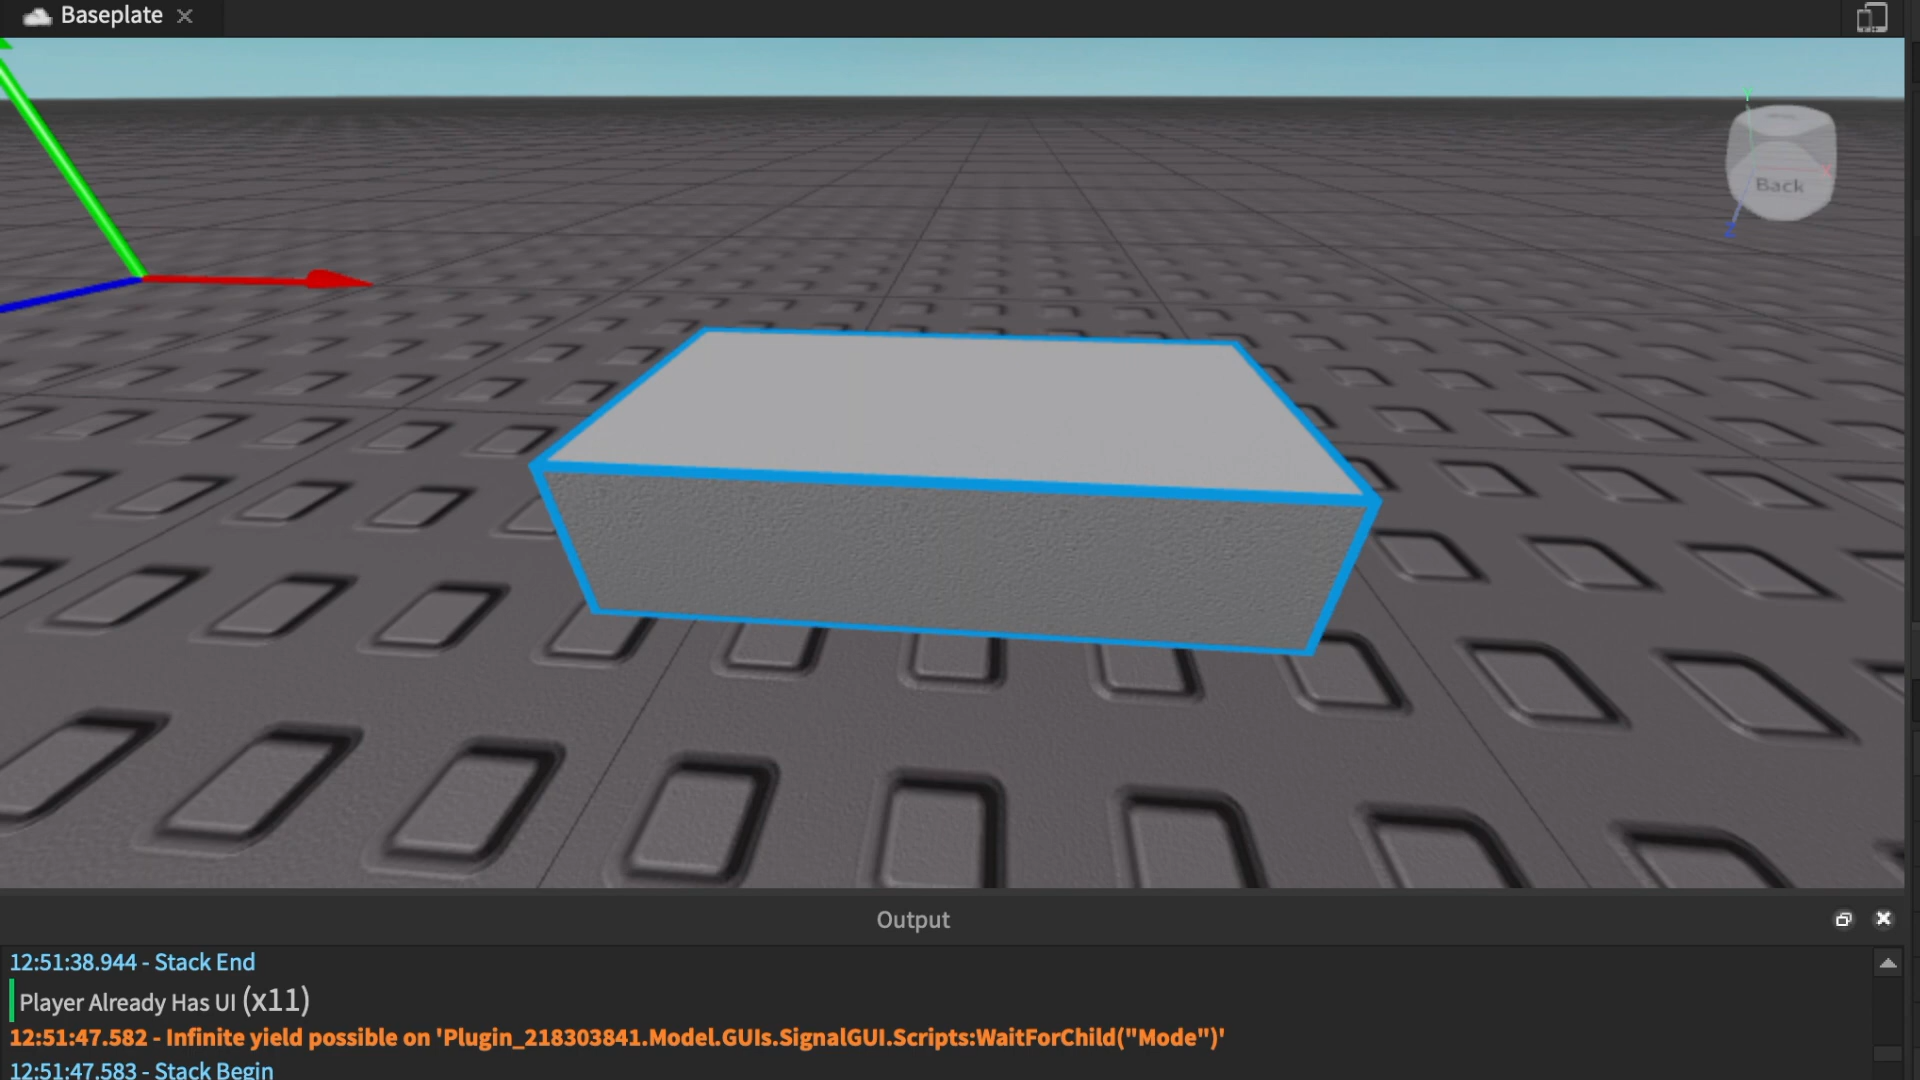 Baseplate
Y
X
Back
Z
Output
12:51:38.944 - Stack End
Player Already Has UI (x11)
12:51:47.582 - Infinite yield possible on 'Plugin_218303841.Model.GUIs.SignalGUI.Scripts:WaitForChild("Mode")'
12:51:47.583 - Stack Begin